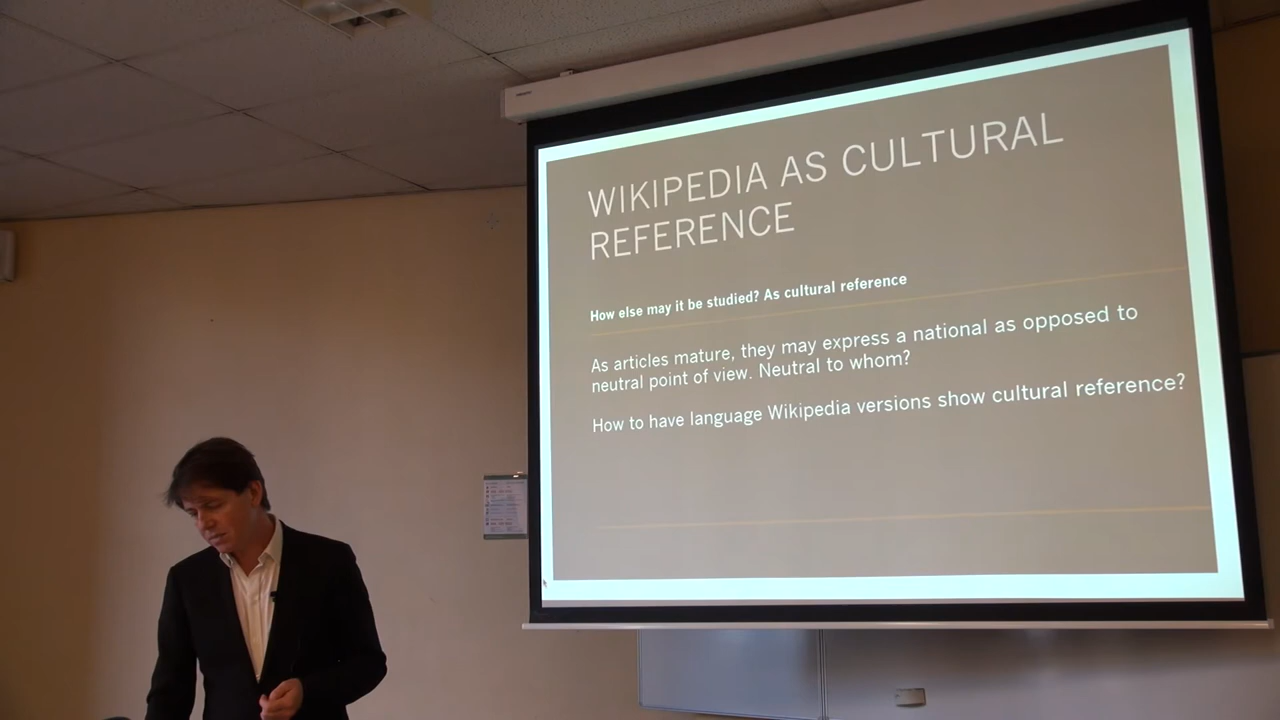 WIKIPEDIA AS CULTURAL
REFERENCE
How else may it be studied? As cultural reference
As articles mature, they may express a national as opposed to
neutral point of view. Neutral to whom?
How to have language Wikipedia versions show cultural reference?